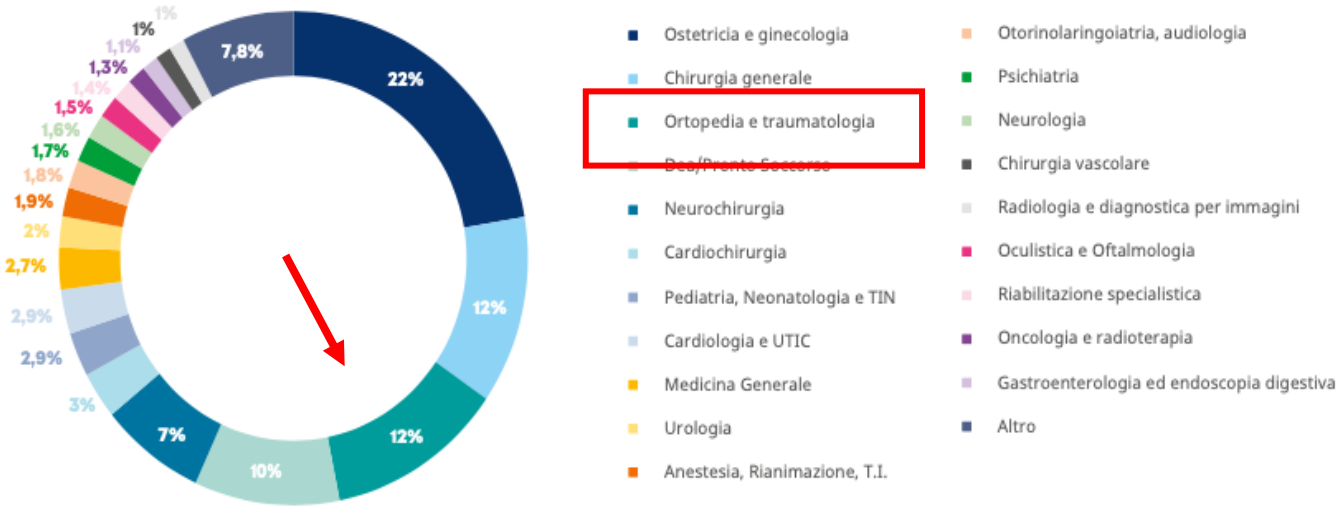 22%
12%
12%
10%
7%
3%
2,9%
2,9%
2,7%
2%
1,9%
1,8%
1,7%
1,6%
1,5%
1,4%
1,3%
1,1%
1%
1%
7,8%
Ostetricia e ginecologia
Chirurgia generale
Ortopedia e traumatologia
Dea/Pronto Soccorso
Neurochirurgia
Cardiochirurgia
Pediatria, Neonatologia e TIN
Cardiologia e UTIC
Medicina Generale
Urologia
Anestesia, Rianimazione, T.I.
Otorinolaringoiatria, audiologia
Psichiatria
Neurologia
Chirurgia vascolare
Radiologia e diagnostica per immagini
Oculistica e Oftalmologia
Riabilitazione specialistica
Oncologia e radioterapia
Gastroenterologia ed endoscopia digestiva
Altro